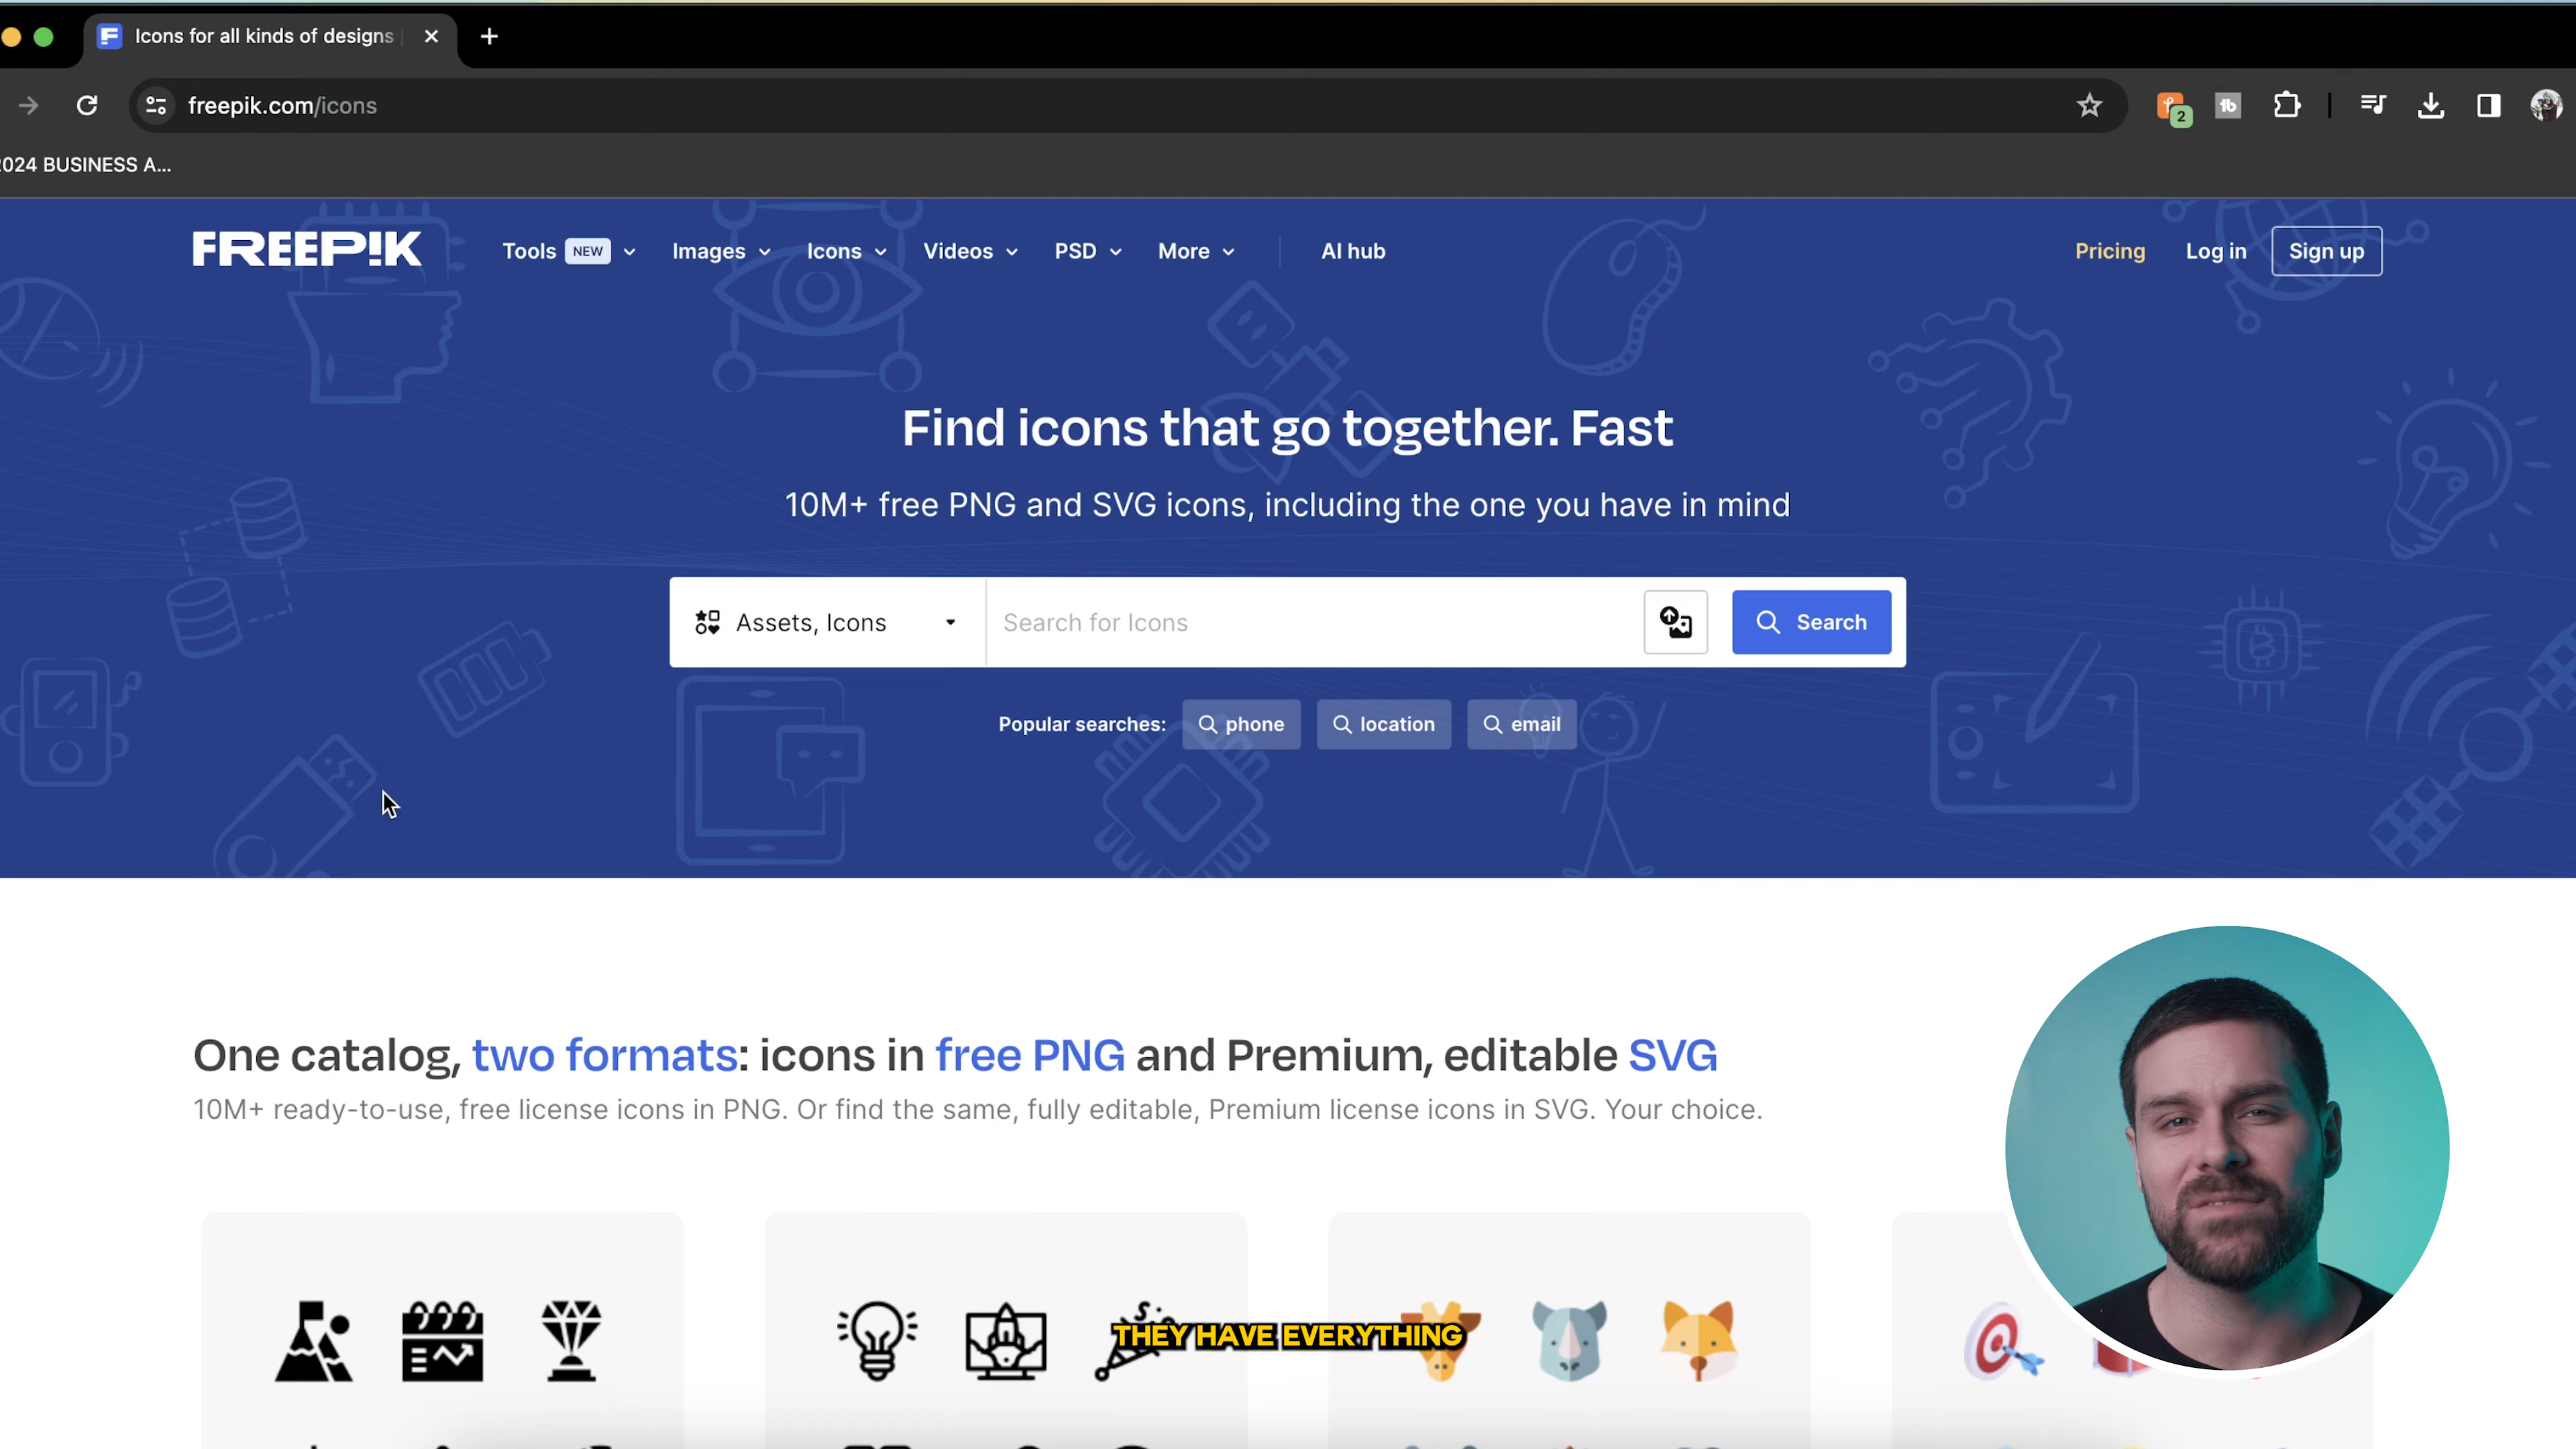 Icons for all kinds of designs
freepik.com/icons
2
tb
2024 BUSINESS A...
FREEP!K
Tools NEW Images Icons Videos PSD More AI hub Pricing Log in Sign up
Find icons that go together. Fast
10M+ free PNG and SVG icons, including the one you have in mind
Assets, Icons Search for Icons Search
Popular searches: phone location email
One catalog, two formats: icons in free PNG and Premium, editable SVG
10M+ ready-to-use, free license icons in PNG. Or find the same, fully editable, Premium license icons in SVG. Your choice.
THEY HAVE EVERYTHING